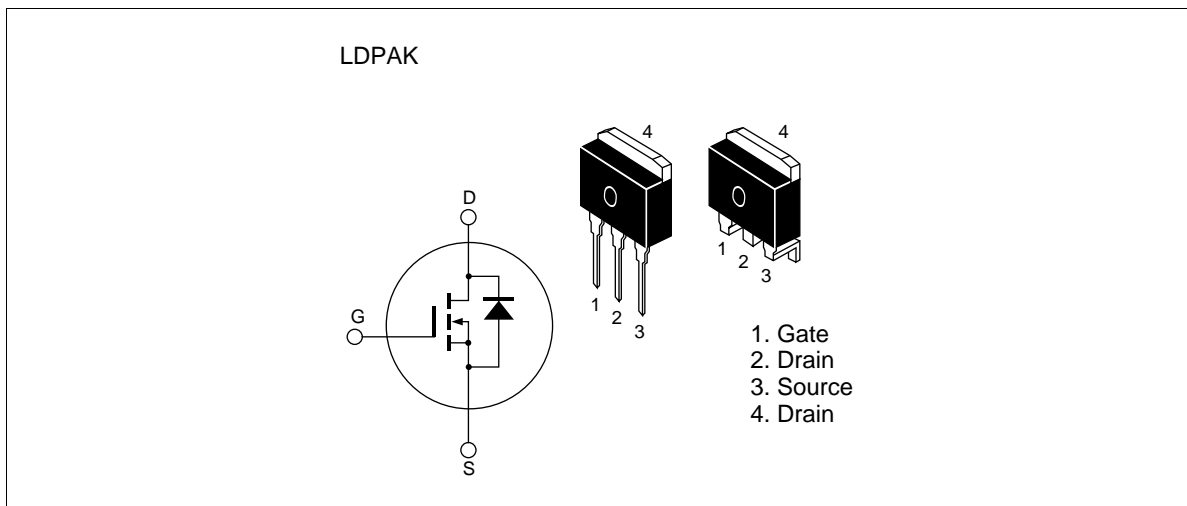 LDPAK
4
4
D
1
2
3
G
1
2
3
1. Gate
2. Drain
3. Source
4. Drain
S